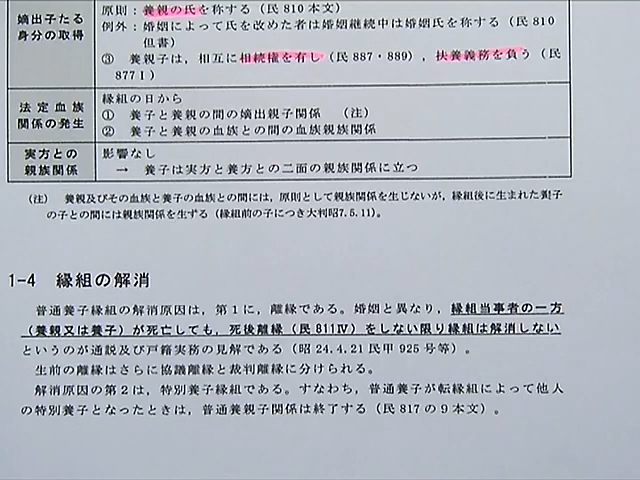 嫡出子たる
身分の取得
原則：養親の氏を称する（民 810 本文）
例外：婚姻によって氏を改めた者は婚姻継続中は婚姻氏を称する（民 810
但書）
③ 養親子は，相互に相続権を有し（民 887・889），扶養義務を負う（民
877Ⅰ）
法定血族
関係の発生
縁組の日から
① 養子と養親の間の嫡出親子関係 （注）
② 養子と養親の血族との間の血族親族関係
実方との
親族関係
影響なし
→ 養子は実方と養方との二面の親族関係に立つ
（注） 養親及びその血族と養子の血族との間には，原則として親族関係を生じないが，縁組後に生まれた養子
の子との間には親族関係を生ずる（縁組前の子につき大判昭7.5.11）。
1-4 縁組の解消
普通養子縁組の解消原因は，第１に，離縁である。婚姻と異なり，縁組当事者の一方
（養親又は養子）が死亡しても，死後離縁（民 811Ⅳ）をしない限り縁組は解消しない
というのが通説及び戸籍実務の見解である（昭 24.4.21 民甲 925 号等）。
生前の離縁はさらに協議離縁と裁判離縁に分けられる。
解消原因の第２は，特別養子縁組である。すなわち，普通養子が転縁組によって他人
の特別養子となったときは，普通養親子関係は終了する（民 817 の 9 本文）。